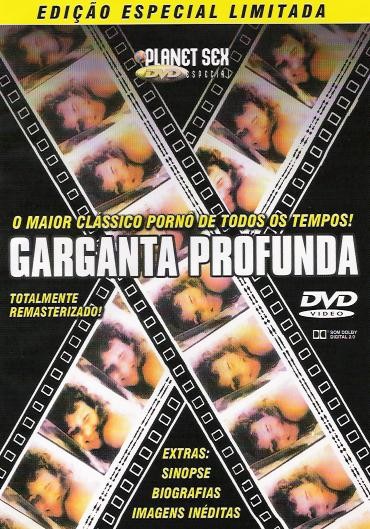 EDIÇÃO ESPECIAL LIMITADA
PLANET SEX
DVD ESPECIAL
O MAIOR CLÁSSICO PORNO DE TODOS OS TEMPOS!
GARGANTA PROFUNDA
TOTALMENTE
REMASTERIZADO!
DVD
VIDEO
SOM DOLBY
DIGITAL 2.0
EXTRAS:
SINOPSE
BIOGRAFIAS
IMAGENS INÉDITAS